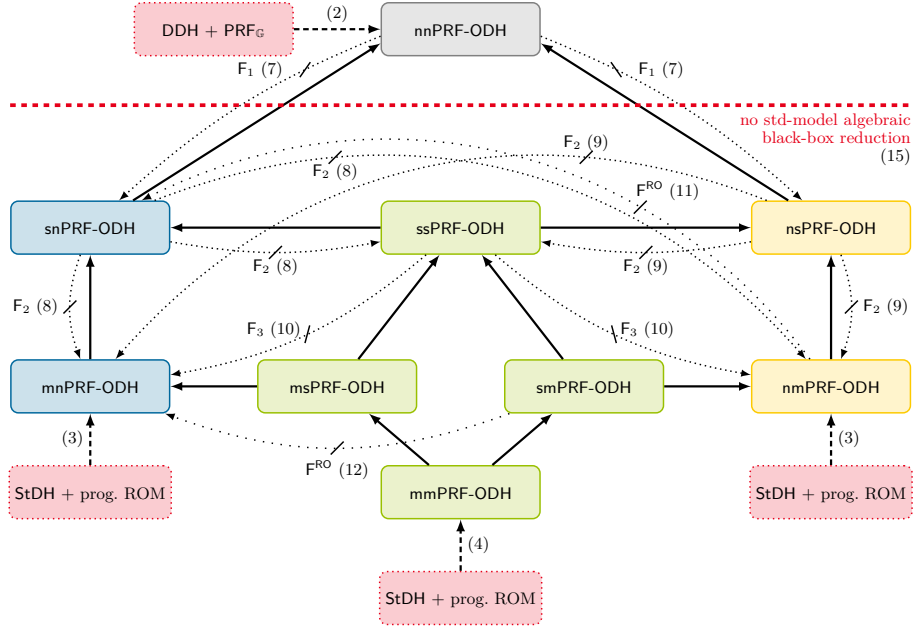 (2)
DDH + PRF𝔾
nnPRF-ODH
F₁ (7)
F₁ (7)
no std-model algebraic
black-box reduction
(15)
F₂ (9)
F₂ (8)
Fᴿᴼ (11)
snPRF-ODH
ssPRF-ODH
nsPRF-ODH
F₂ (8)
F₂ (9)
F₂ (8)
F₂ (9)
F₃ (10)
F₃ (10)
mnPRF-ODH
msPRF-ODH
smPRF-ODH
nmPRF-ODH
(3)
(3)
Fᴿᴼ (12)
StDH + prog. ROM
mmPRF-ODH
StDH + prog. ROM
(4)
StDH + prog. ROM